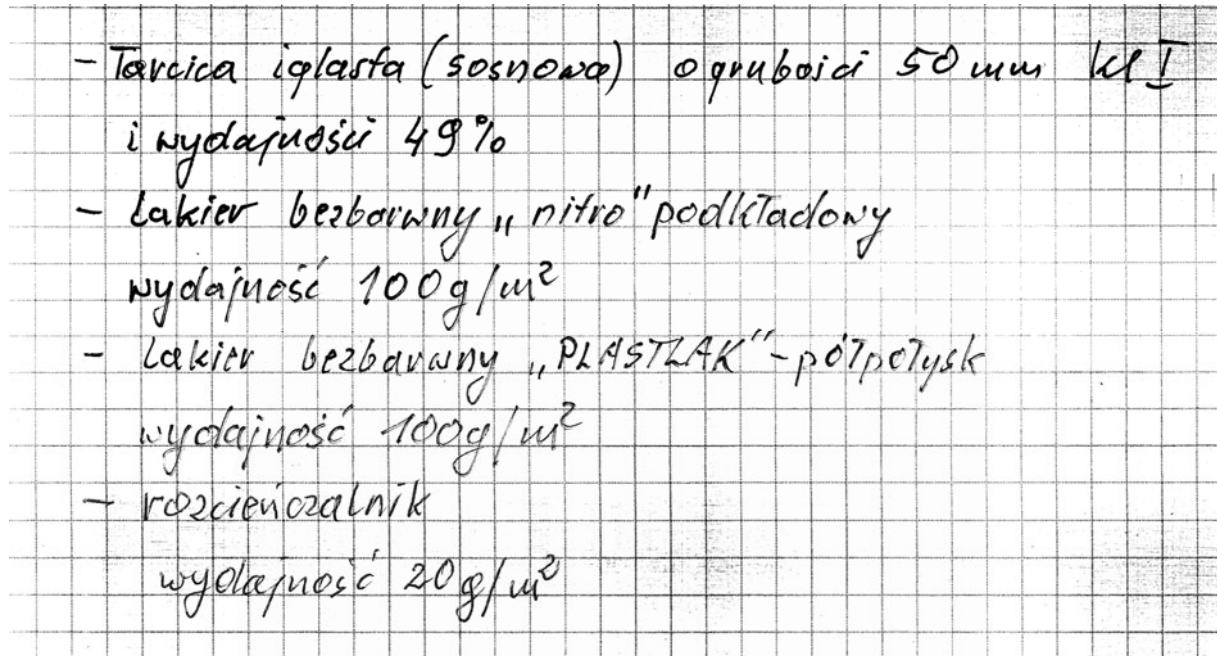 - Tarcica iglasta (sosnowa) o grubości 50 mm kl I
i wydajności 49%
- Lakier bezbarwny „nitro" podkładowy
wydajność 100g/m²
- Lakier bezbarwny „PLASTLAK" - półpołysk
wydajność 100g/m²
- rozcieńczalnik
wydajność 20g/m²